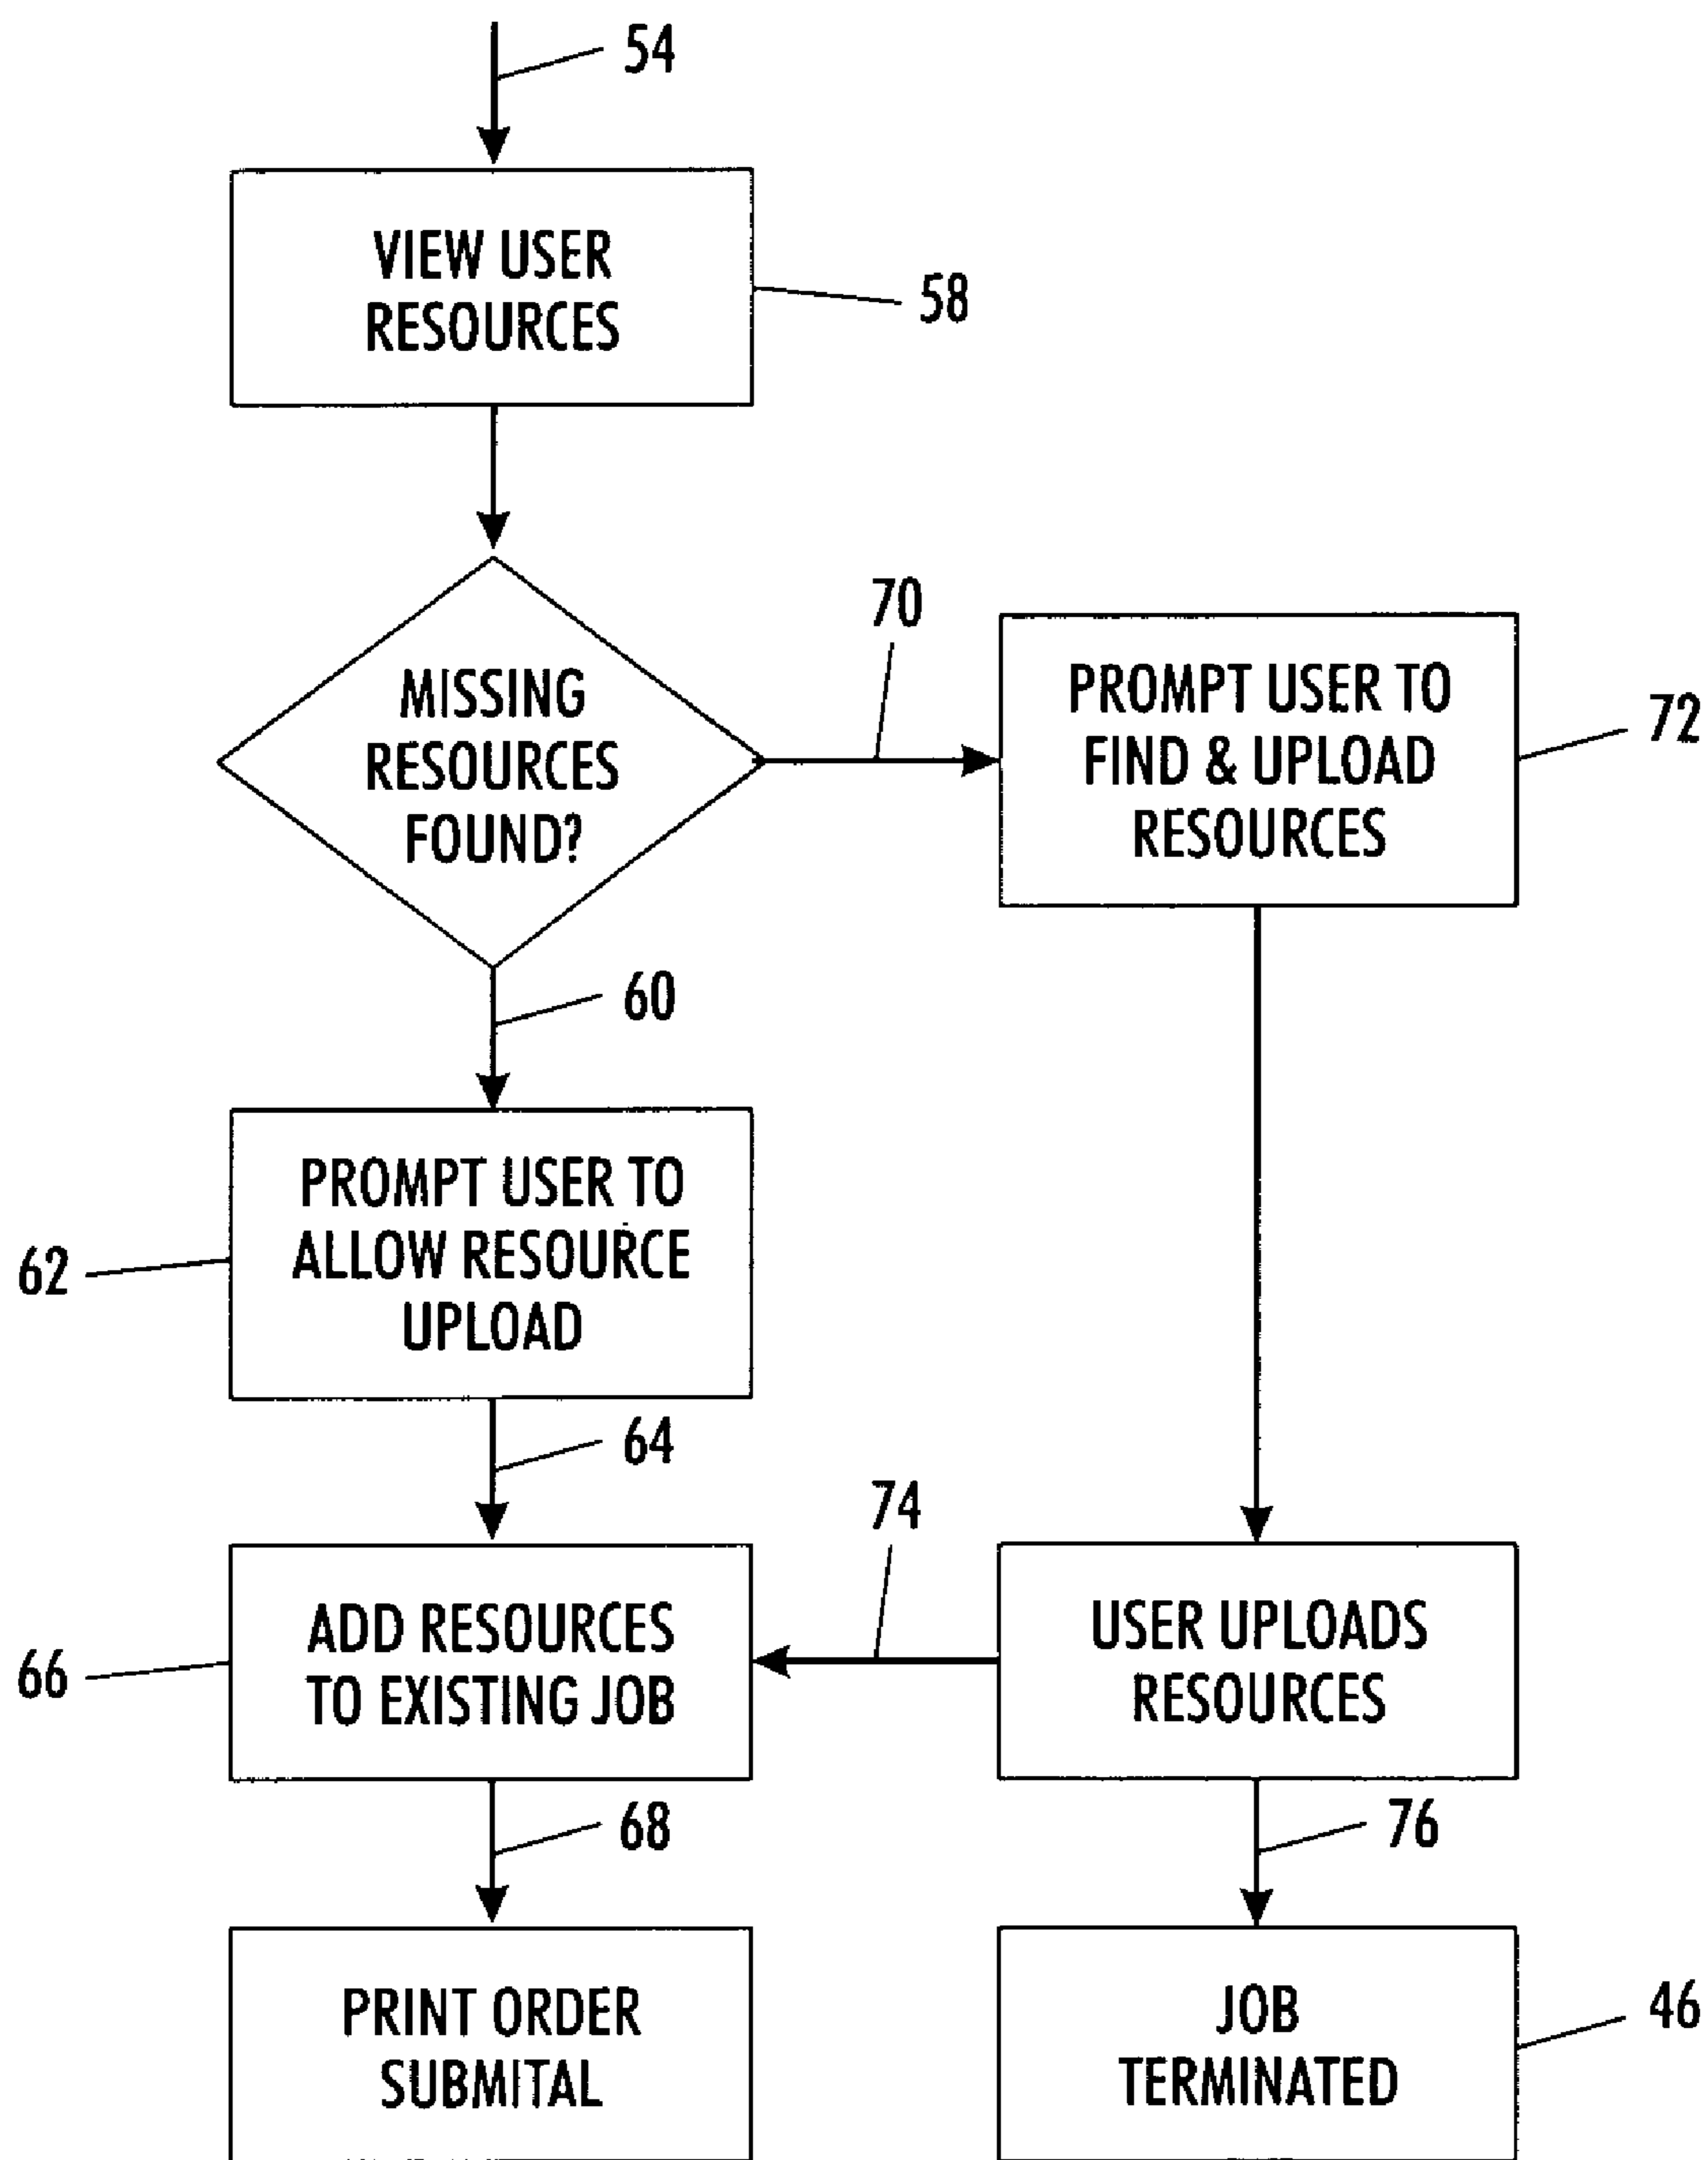 54
VIEW USER
RESOURCES
58
MISSING
RESOURCES
FOUND?
70
PROMPT USER TO
FIND & UPLOAD
RESOURCES
72
60
PROMPT USER TO
ALLOW RESOURCE
UPLOAD
62
64
74
ADD RESOURCES
TO EXISTING JOB
66
USER UPLOADS
RESOURCES
68
76
PRINT ORDER
SUBMITAL
JOB
TERMINATED
46